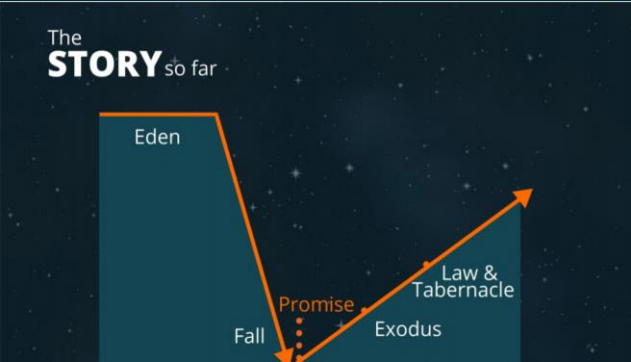 The
STORY so far
Eden
Law &
Tabernacle
Promise
Exodus
Fall